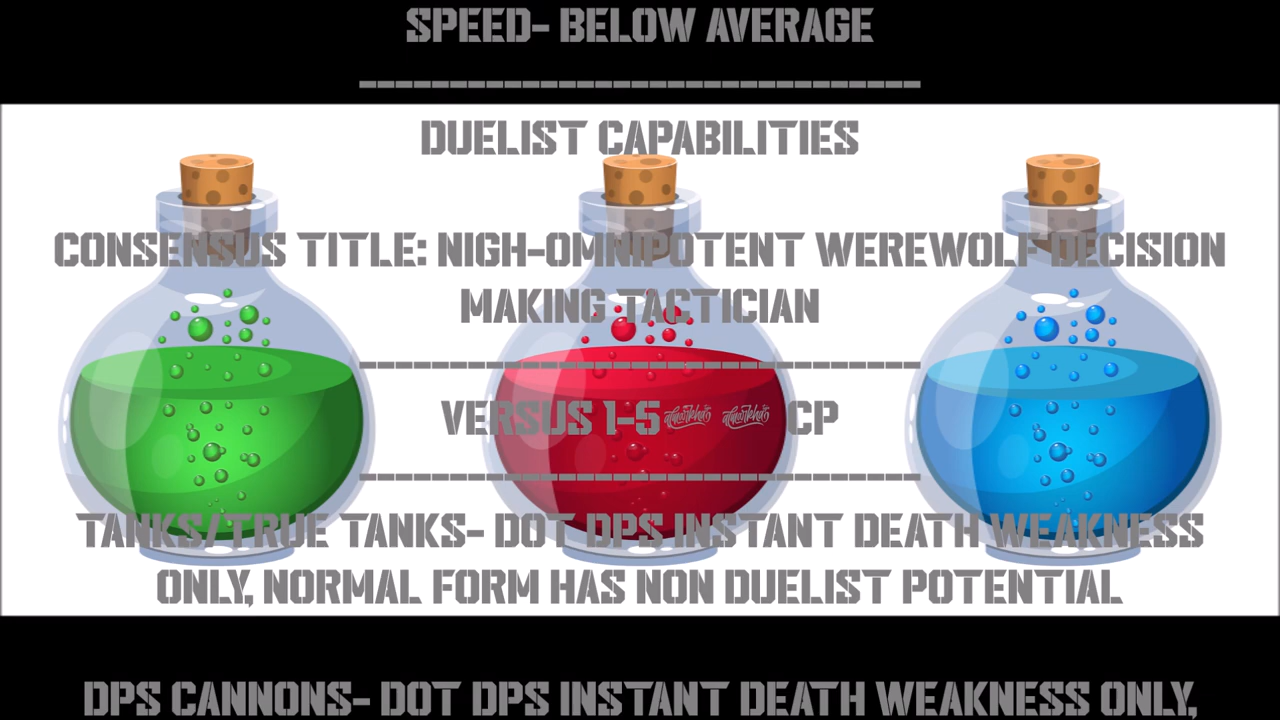 SPEED- BELOW AVERAGE
--------------------------------
DUELIST CAPABILITIES
CONSENSUS TITLE: NIGH-OMNIPOTENT WEREWOLF DECISION
MAKING TACTICIAN
--------------------------------
VERSUS 1-5 CP
--------------------------------
TANKS/TRUE TANKS- DOT DPS INSTANT DEATH WEAKNESS
ONLY, NORMAL FORM HAS NON DUELIST POTENTIAL
DPS CANNONS- DOT DPS INSTANT DEATH WEAKNESS ONLY,